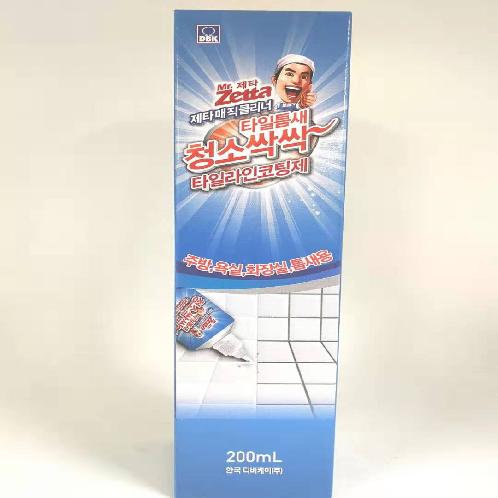 DBK
Mr. 제타
Zetta
제타매직클리너
타일틈새
청소싹싹~
타일라인코팅제
주방, 욕실, 화장실, 틈새용
200mL
한국 디비케이(주)